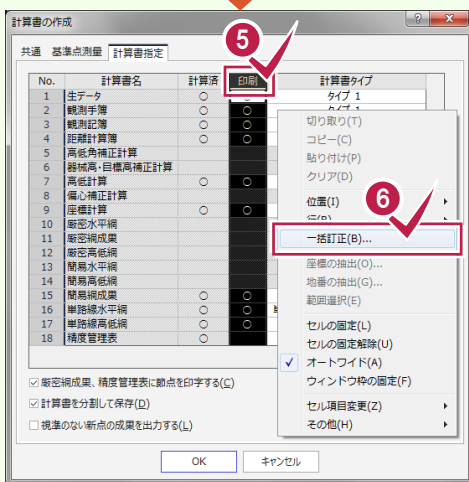 計算書の作成
共通 基準点測量 計算書指定
5
No. 計算書名 計算済 印刷 計算書タイプ
1 生データ ○ ○ タイプ 1
2 観測手簿 ○ ○
3 観測記簿 ○ ○
4 距離計算簿 ○ ○
5 高低角補正計算
6 器械高・目標高補正計算
7 高低計算 ○ ○
8 偏心補正計算
9 座標計算 ○ ○
10 厳密水平網
11 厳密網成果
12 厳密高低網
13 簡易水平網
14 簡易高低網
15 簡易網成果 ○ ○
16 単路線水平網 ○ ○
17 単路線高低網 ○ ○
18 精度管理表 ○
切り取り(T)
コピー(C)
貼り付け(P)
クリア(D)
位置(I)
行(R)
6
一括訂正(B)...
座標の抽出(O)...
地番の抽出(G)...
範囲選択(E)
セルの固定(L)
セルの固定解除(U)
✓ オートワイド(A)
ウィンドウ枠の固定(F)
セル項目変更(Z)
その他(H)
☑ 厳密網成果、精度管理表に節点を印字する(C)
☑ 計算書を分割して保存(D)
☐ 視準のない新点の成果を出力する(L)
OK キャンセル